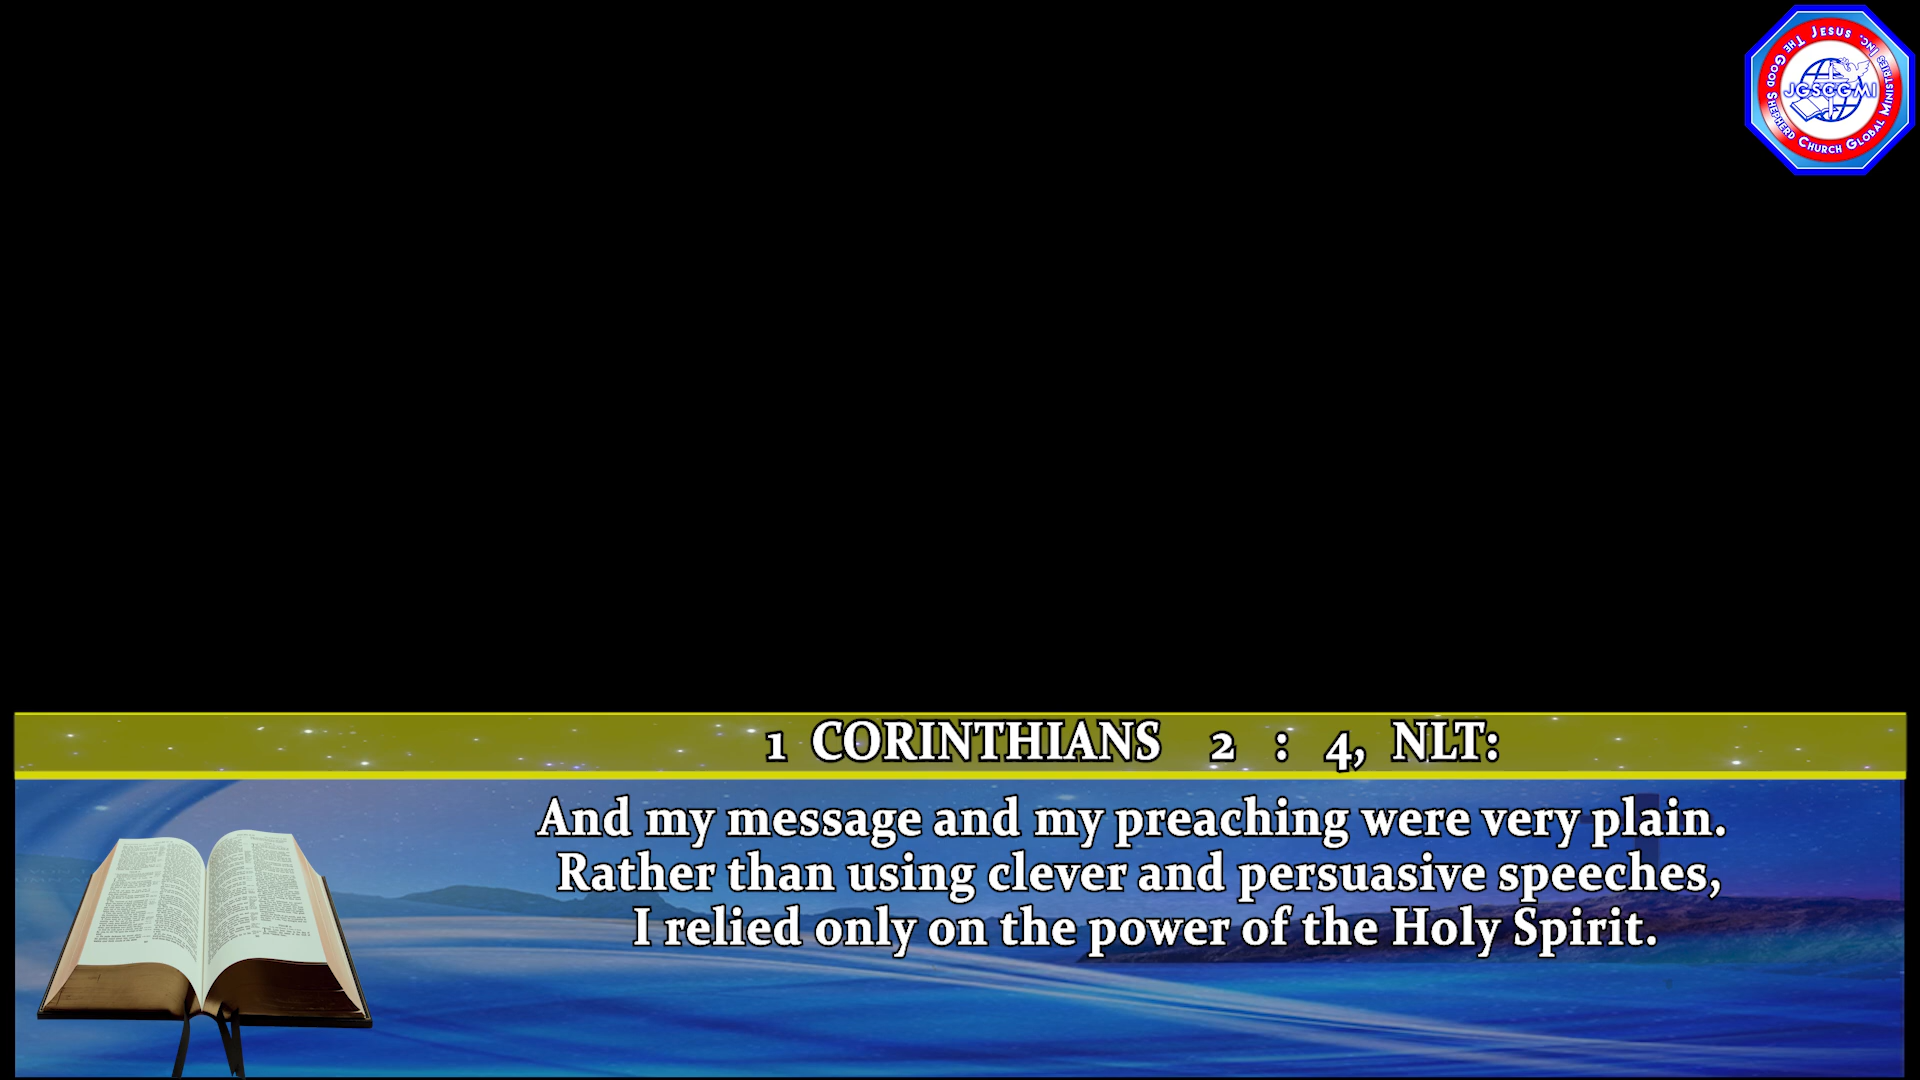 JESUS THE GOOD SHEPHERD CHURCH GLOBAL MINISTRIES INC.
JGSCGMI
1 CORINTHIANS 2 : 4, NLT:
And my message and my preaching were very plain.
Rather than using clever and persuasive speeches,
I relied only on the power of the Holy Spirit.